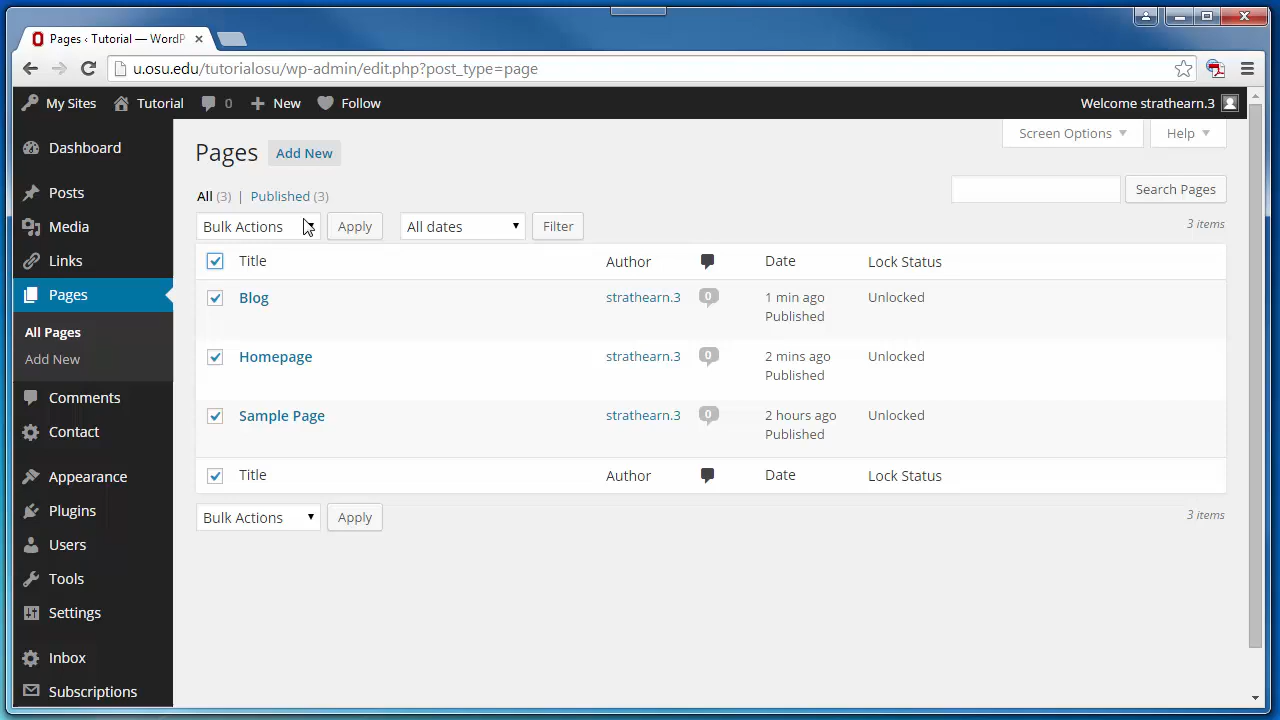 Pages ‹ Tutorial — WordP
u.osu.edu/tutorialosu/wp-admin/edit.php?post_type=page
My Sites Tutorial 0 New Follow Welcome strathearn.3
Dashboard
Posts
Media
Links
Pages
All Pages
Add New
Comments
Contact
Appearance
Plugins
Users
Tools
Settings
Inbox
Subscriptions
Screen Options Help
Pages Add New
All (3) | Published (3)
Search Pages
Bulk Actions Apply All dates Filter
3 items
Title Author Date Lock Status
Blog strathearn.3 0 1 min ago Unlocked
Published
Homepage strathearn.3 0 2 mins ago Unlocked
Published
Sample Page strathearn.3 0 2 hours ago Unlocked
Published
Title Author Date Lock Status
Bulk Actions Apply
3 items